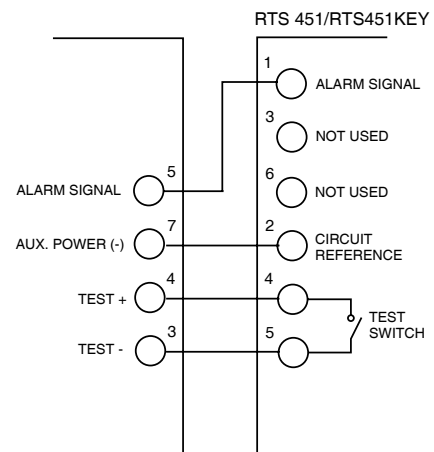 RTS 451/RTS451KEY
1
ALARM SIGNAL
3
NOT USED
6
NOT USED
5
ALARM SIGNAL
7
AUX. POWER (-)
2
CIRCUIT
REFERENCE
4
TEST +
4
TEST
SWITCH
3
TEST -
5